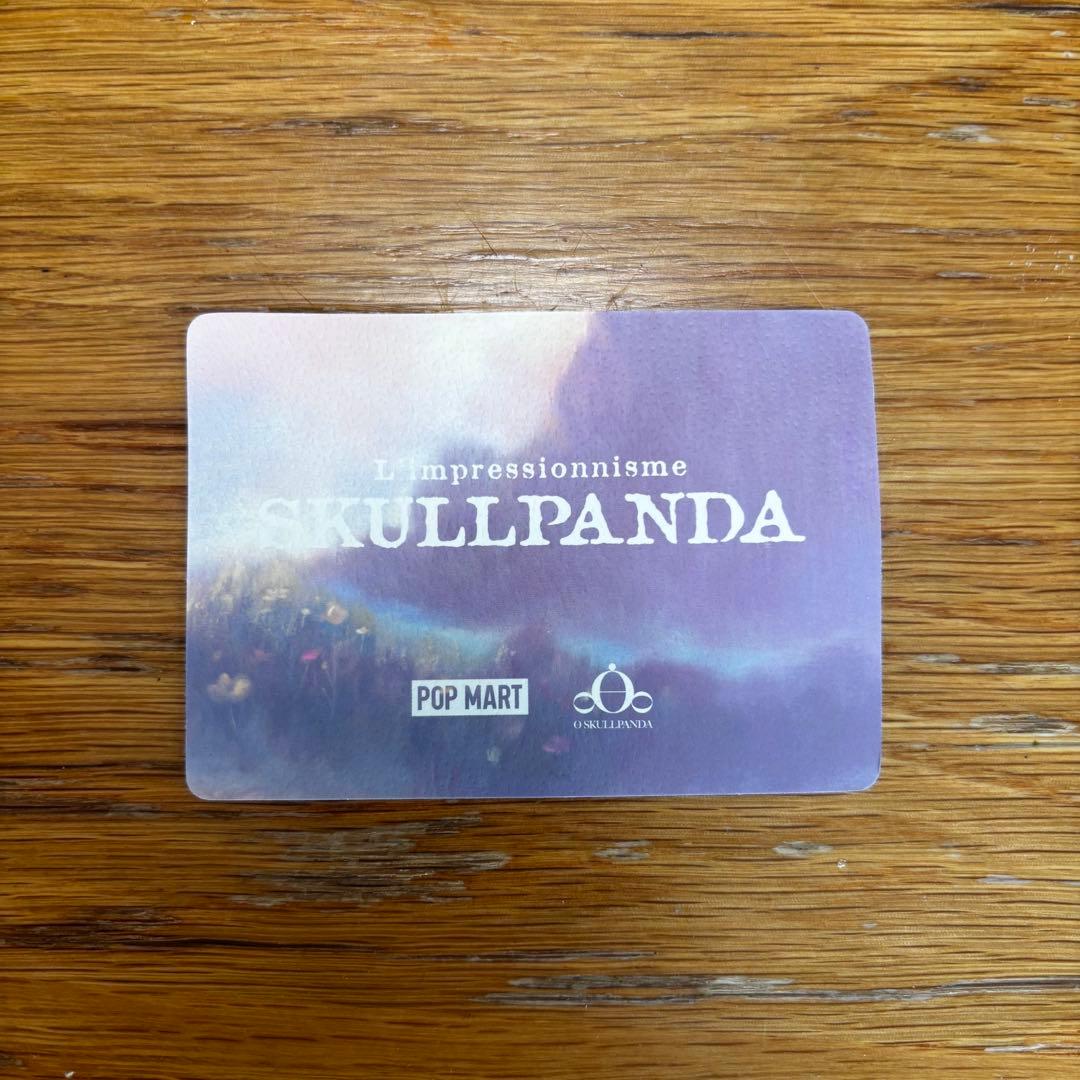 L'impressionnisme
SKULLPANDA
POP MART
O SKULLPANDA